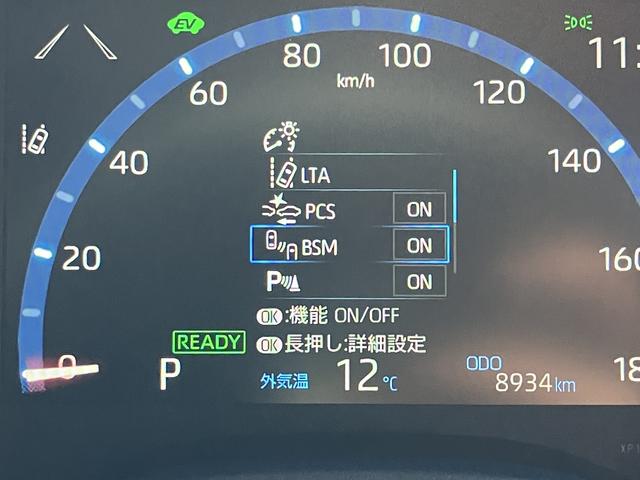 EV
11:
80
100
km/h
60
120
40
140
LTA
PCS ON
BSM ON
20
160
P ON
OK:機能 ON/OFF
READY
OK長押し:詳細設定
0
P
外気温 12℃
ODO
8934km
18